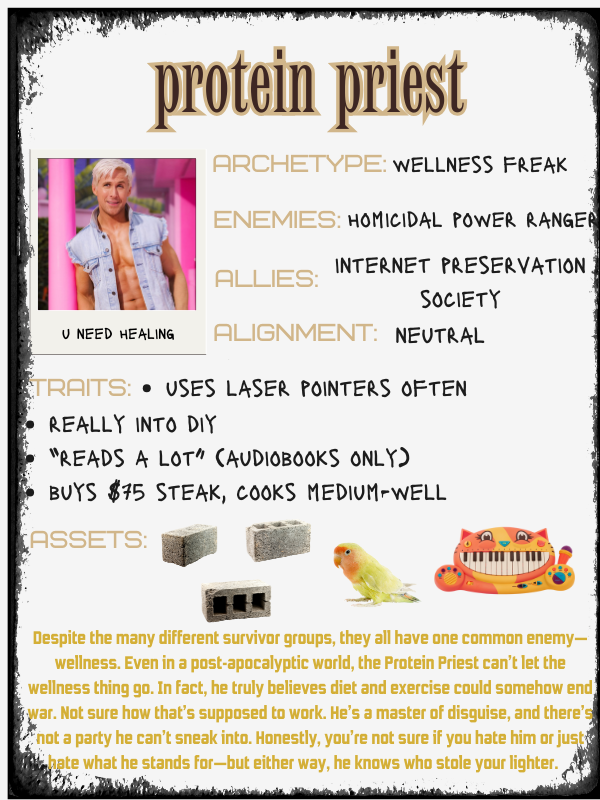 protein priest
ARCHETYPE: WELLNESS FREAK
ENEMIES: HOMICIDAL POWER RANGER
ALLIES: INTERNET PRESERVATION
SOCIETY
U NEED HEALING
ALIGNMENT: NEUTRAL
TRAITS: • USES LASER POINTERS OFTEN
• REALLY INTO DIY
• "READS A LOT" (AUDIOBOOKS ONLY)
• BUYS $75 STEAK, COOKS MEDIUM-WELL
ASSETS:
Despite the many different survivor groups, they all have one common enemy—
wellness. Even in a post-apocalyptic world, the Protein Priest can't let the
wellness thing go. In fact, he truly believes diet and exercise could somehow end
war. Not sure how that's supposed to work. He's a master of disguise, and there's
not a party he can't sneak into. Honestly, you're not sure if you hate him or just
hate what he stands for—but either way, he knows who stole your lighter.